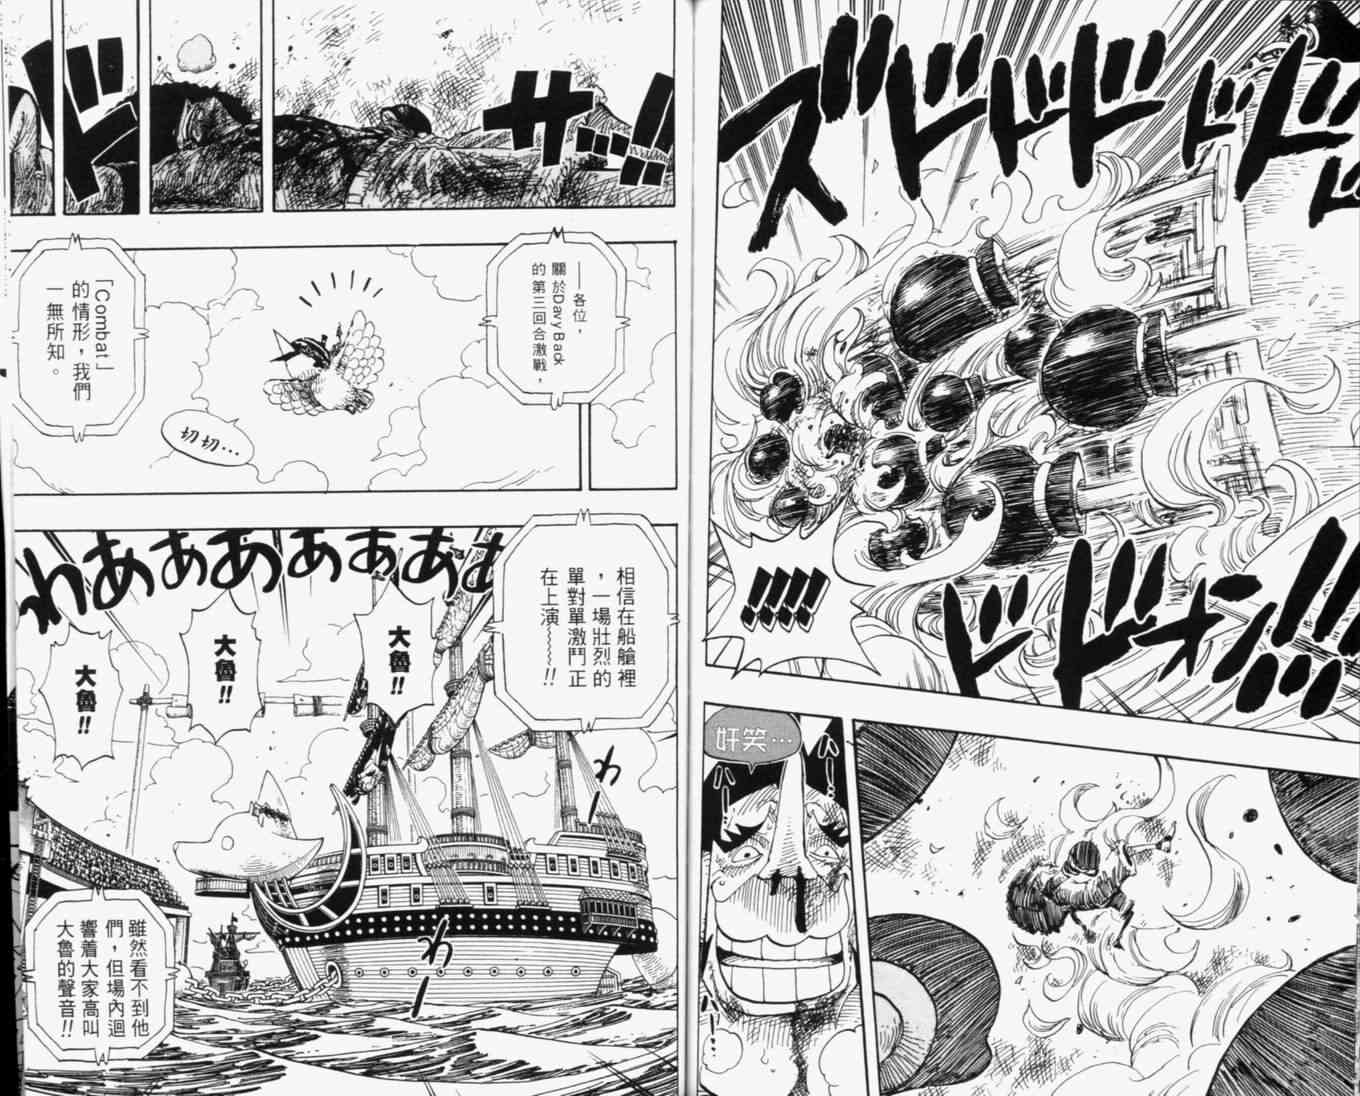 ズドドドドドド
!!!!!
ドドオン!!!
奸笑…
ザッ…!!
ド
——各位，
關於Davy Back
的第三回合激戰，
「Combat」
的情形，我們
一無所知。
切切…
相信在船艙裡
，一場壯烈的
單對單激鬥正
在上演～～～!!
わああああああ
大魯!!
大魯!!
大魯!!
わー
わー
雖然看不到他
們，但場內迴
響着大家高叫
大魯的聲音!!